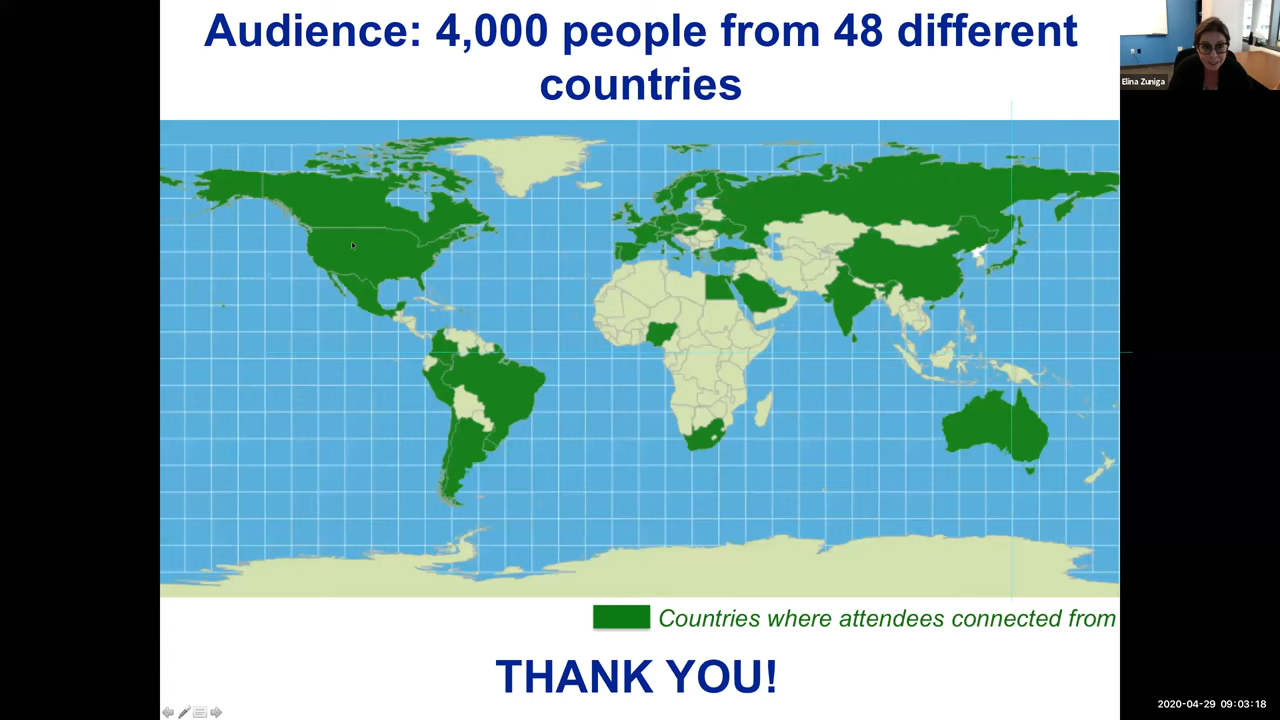 Audience: 4,000 people from 48 different
countries
Elina Zuniga
Countries where attendees connected from
THANK YOU!
2020-04-29 09:03:18